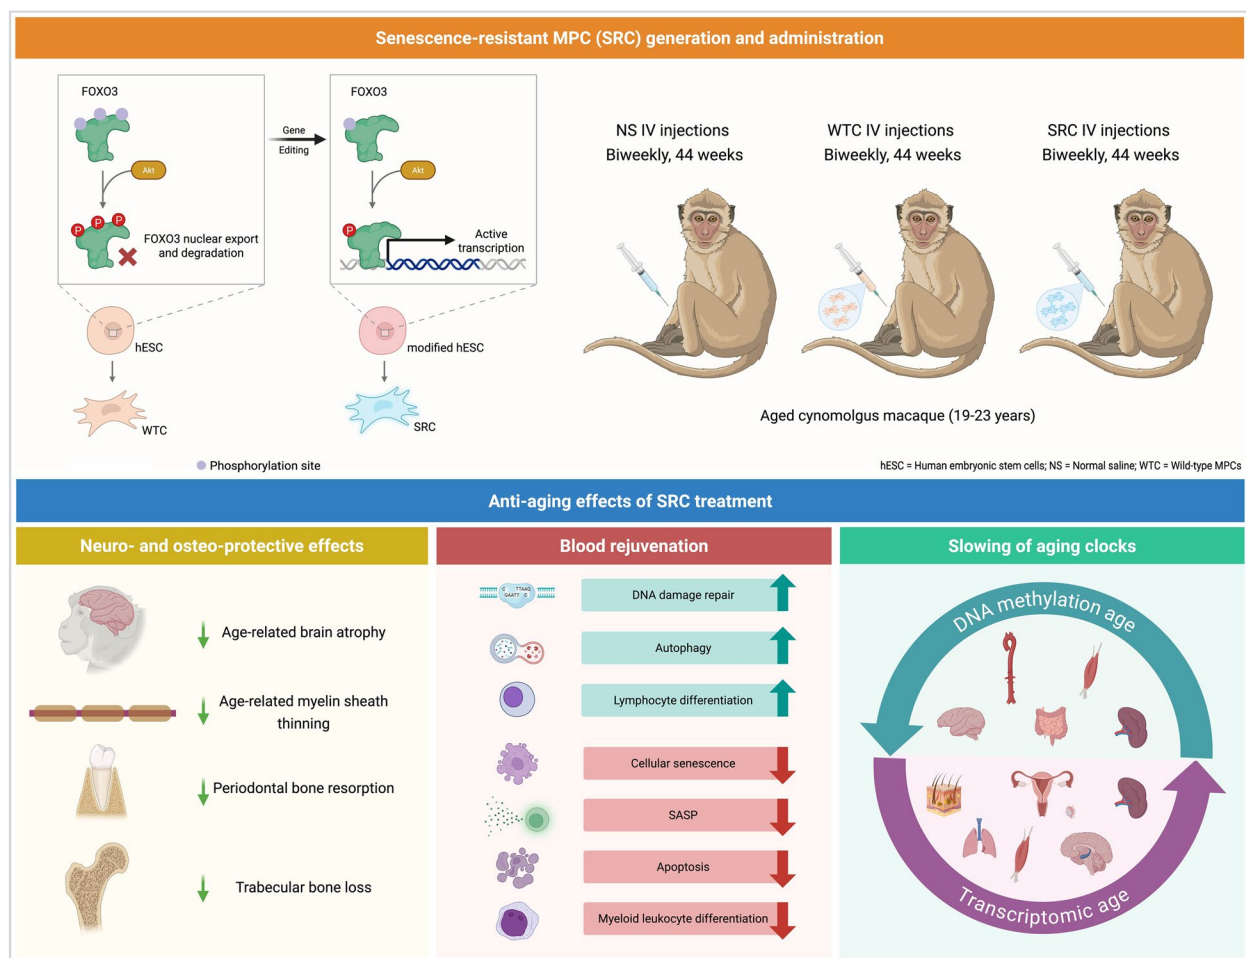 Senescence-resistant MPC (SRC) generation and administration
FOXO3
Akt
P
P
P
FOXO3 nuclear export
and degradation
hESC
WTC
Gene
Editing
FOXO3
Akt
P
Active
transcription
modified hESC
SRC
Phosphorylation site
NS IV injections
Biweekly, 44 weeks
WTC IV injections
Biweekly, 44 weeks
SRC IV injections
Biweekly, 44 weeks
Aged cynomolgus macaque (19-23 years)
hESC = Human embryonic stem cells; NS = Normal saline; WTC = Wild-type MPCs
Anti-aging effects of SRC treatment
Neuro- and osteo-protective effects
Age-related brain atrophy
Age-related myelin sheath
thinning
Periodontal bone resorption
Trabecular bone loss
Blood rejuvenation
C TTAAG
GAATT C
DNA damage repair
Autophagy
Lymphocyte differentiation
Cellular senescence
SASP
Apoptosis
Myeloid leukocyte differentiation
Slowing of aging clocks
DNA methylation age
Transcriptomic age